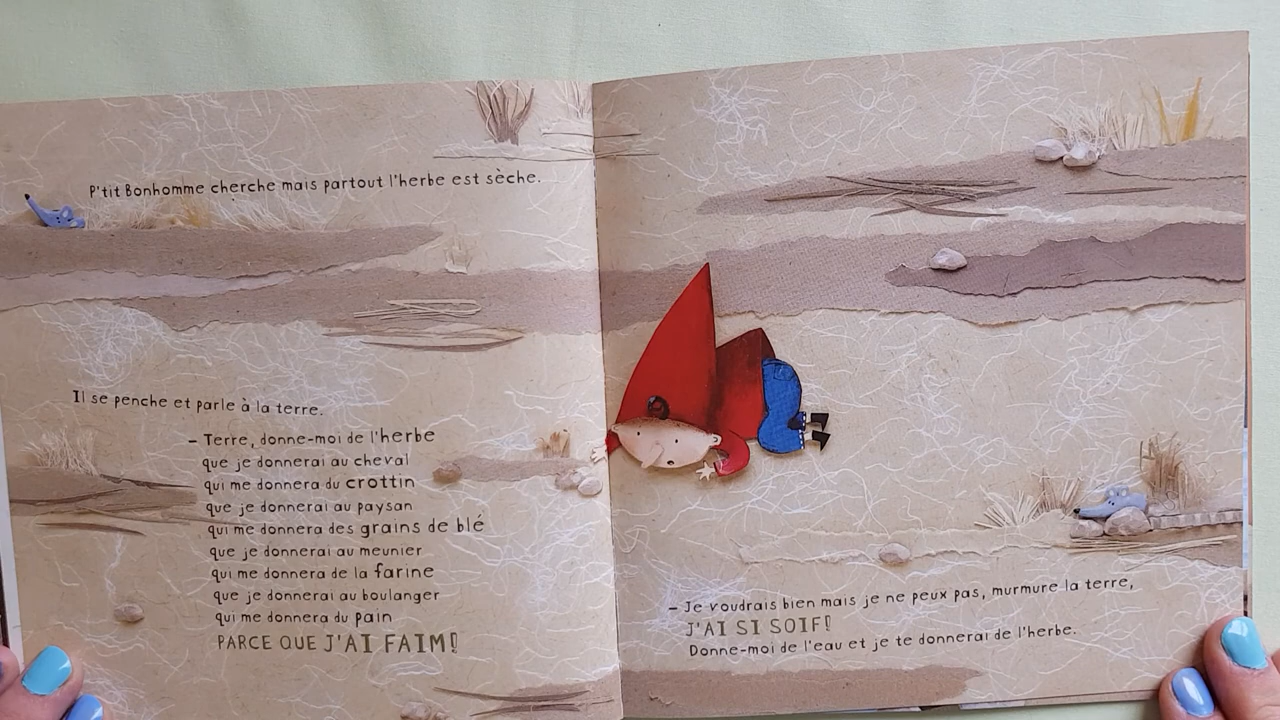 P'tit Bonhomme cherche mais partout l'herbe est sèche.
Il se penche et parle à la terre.
– Terre, donne-moi de l'herbe
que je donnerai au cheval
qui me donnera du crottin
que je donnerai au paysan
qui me donnera des grains de blé
que je donnerai au meunier
qui me donnera de la farine
que je donnerai au boulanger
qui me donnera du pain
PARCE QUE J'AI FAIM!
– Je voudrais bien mais je ne peux pas, murmure la terre,
J'AI SI SOIF!
Donne-moi de l'eau et je te donnerai de l'herbe.